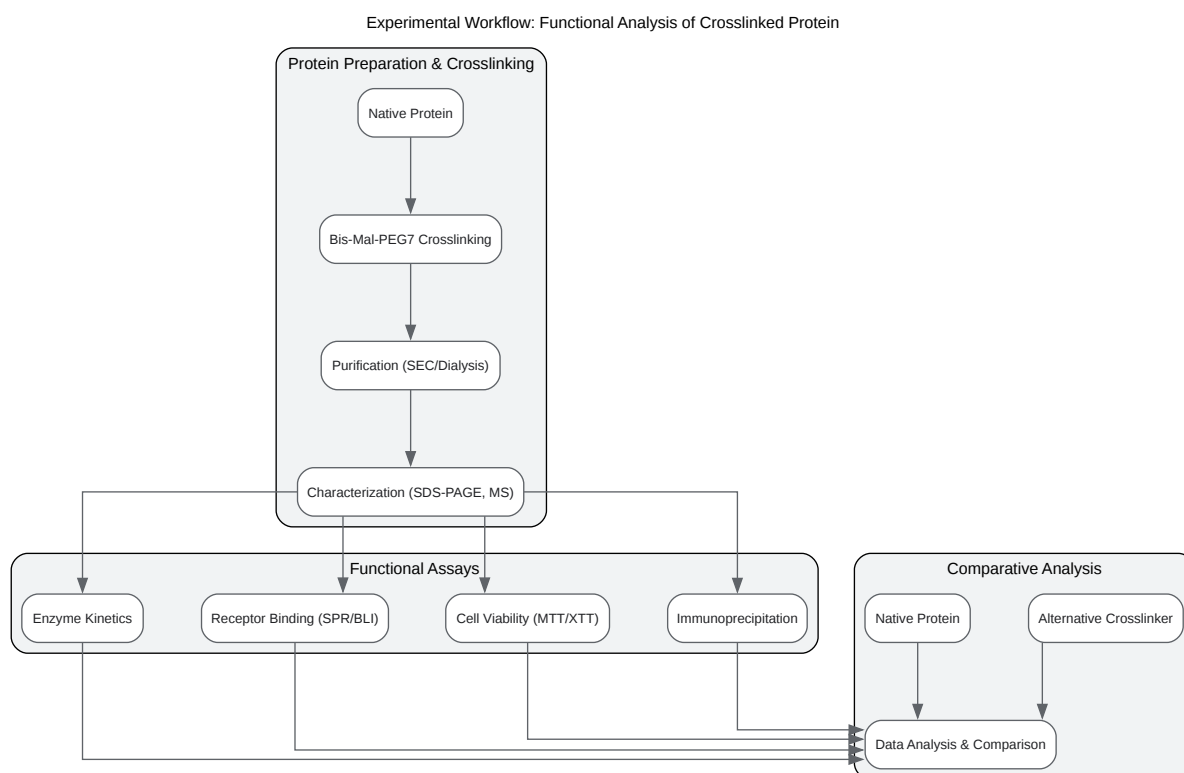 Experimental Workflow: Functional Analysis of Crosslinked Protein
Protein Preparation & Crosslinking
Native Protein
Bis-Mal-PEG7 Crosslinking
Purification (SEC/Dialysis)
Characterization (SDS-PAGE, MS)
Functional Assays
Enzyme Kinetics
Receptor Binding (SPR/BLI)
Cell Viability (MTT/XTT)
Immunoprecipitation
Comparative Analysis
Native Protein
Alternative Crosslinker
Data Analysis & Comparison